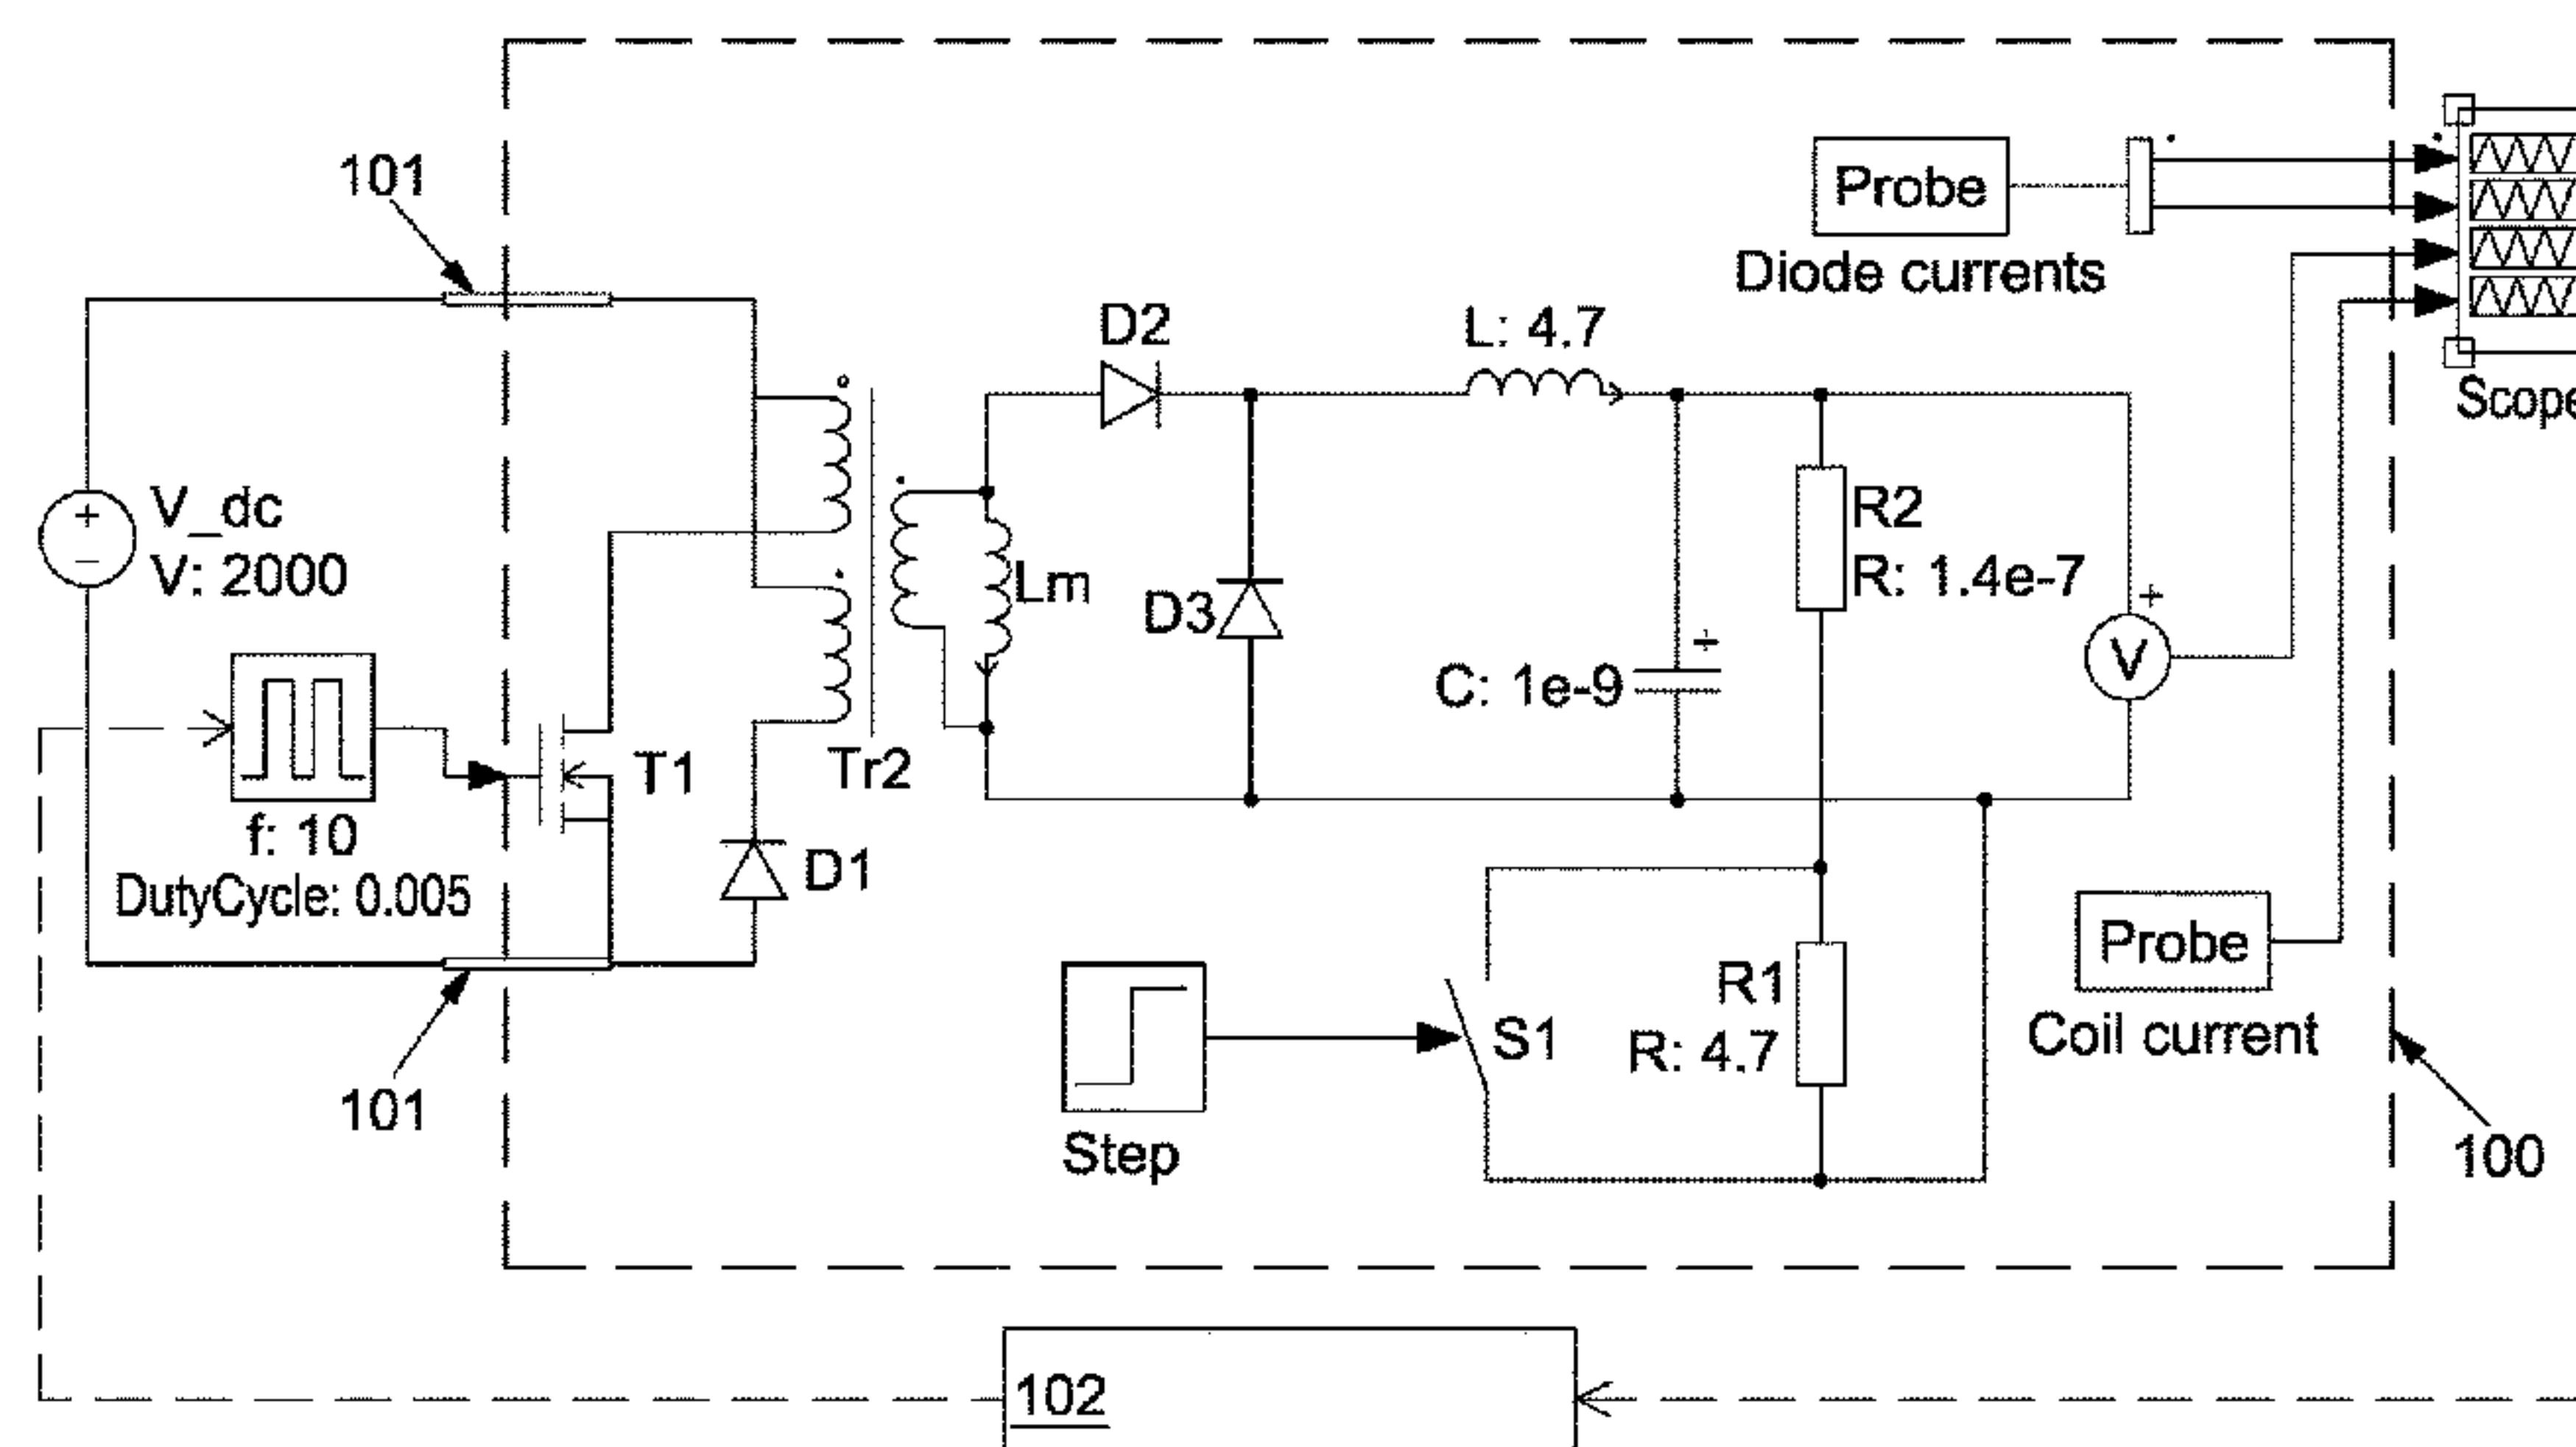 101
Probe
Diode currents
D2
L: 4.7
Scope
V_dc
V: 2000
R2
R: 1.4e-7
Lm
D3
+
V
C: 1e-9
+
T1
Tr2
f: 10
DutyCycle: 0.005
D1
Probe
Coil current
R1
R: 4.7
S1
101
Step
100
102